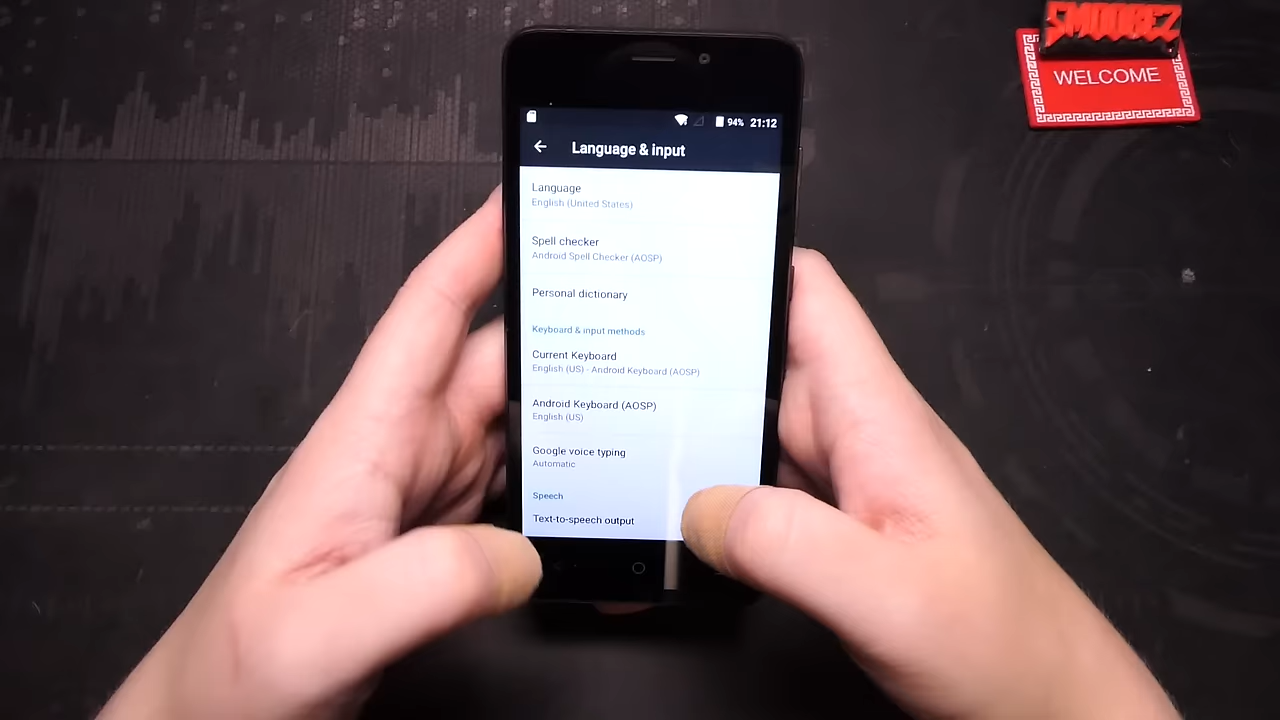 SMOOBEZ
WELCOME
94% 21:12
Language & input
Language
English (United States)
Spell checker
Android Spell Checker (AOSP)
Personal dictionary
Keyboard & input methods
Current Keyboard
English (US) - Android Keyboard (AOSP)
Android Keyboard (AOSP)
English (US)
Google voice typing
Automatic
Speech
Text-to-speech output